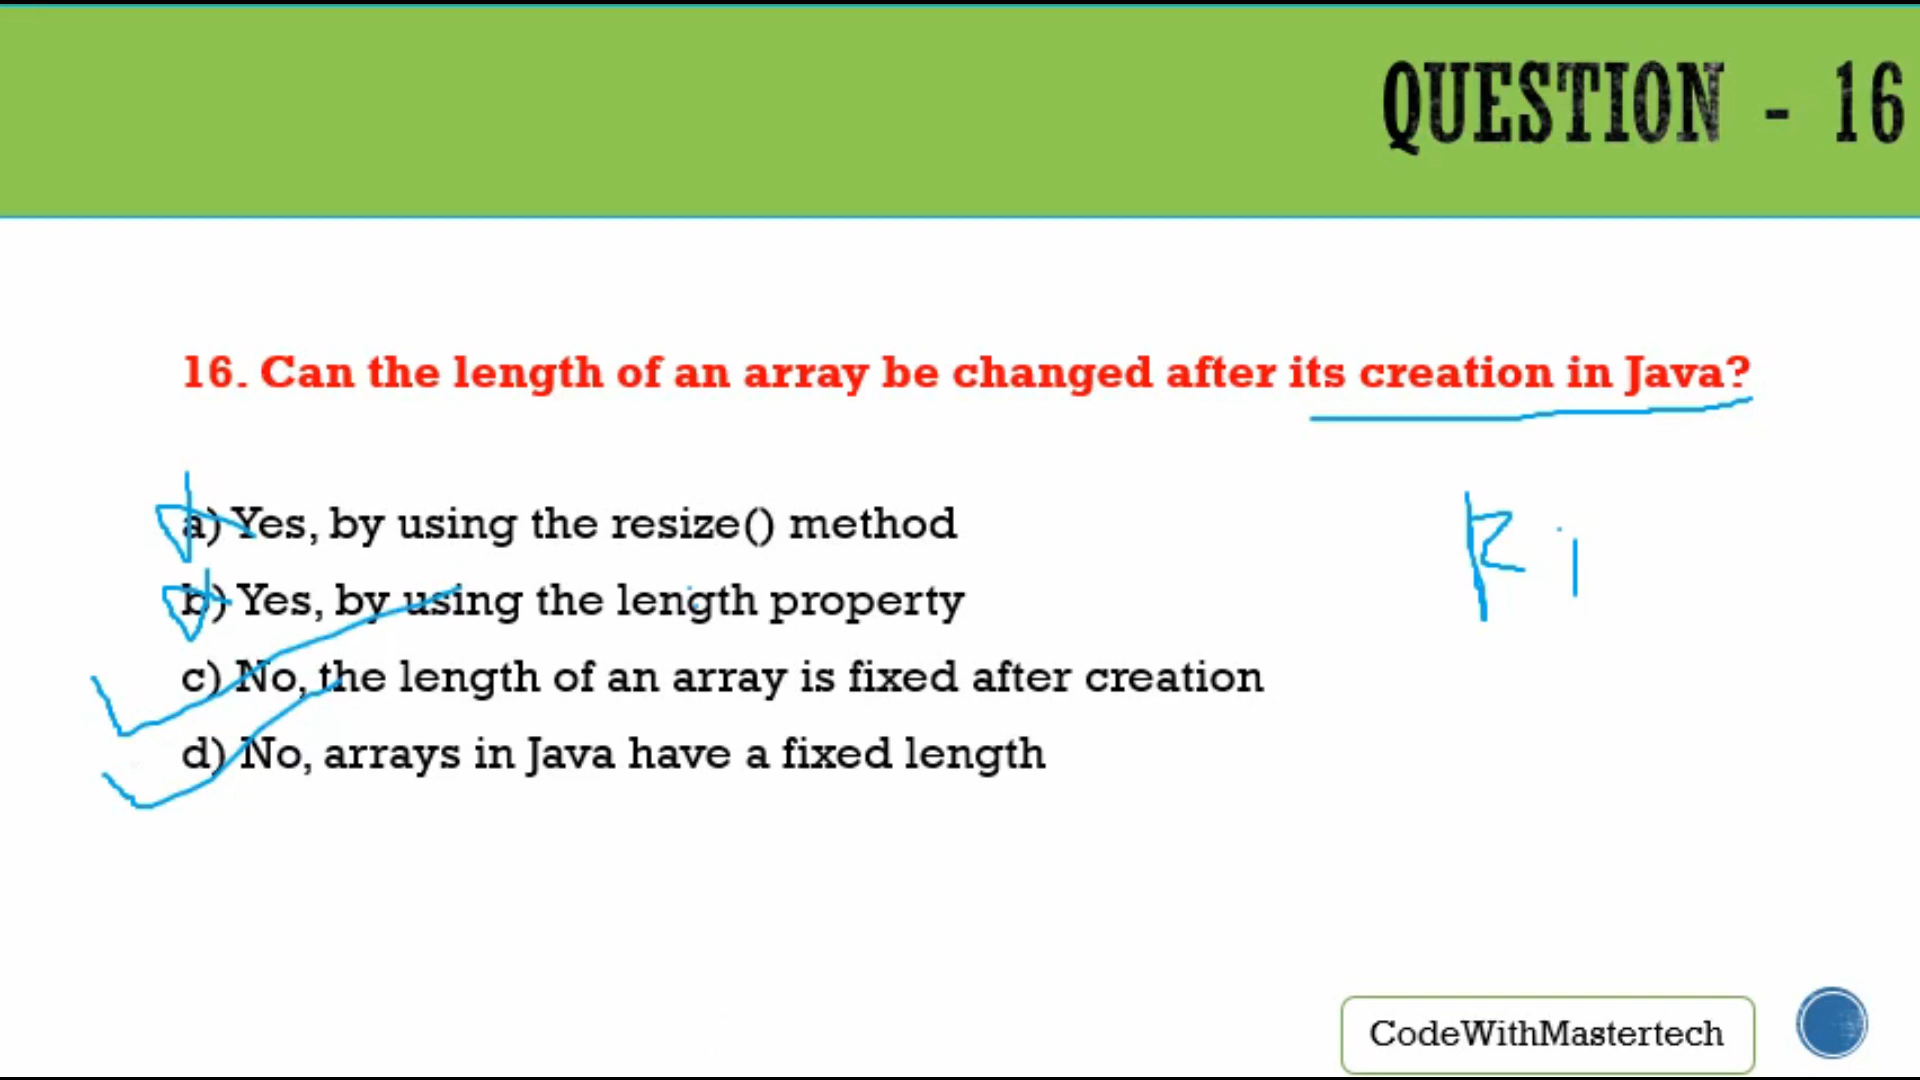 QUESTION - 16
16. Can the length of an array be changed after its creation in Java?
a) Yes, by using the resize() method
b) Yes, by using the length property
c) No, the length of an array is fixed after creation
d) No, arrays in Java have a fixed length
CodeWithMastertech